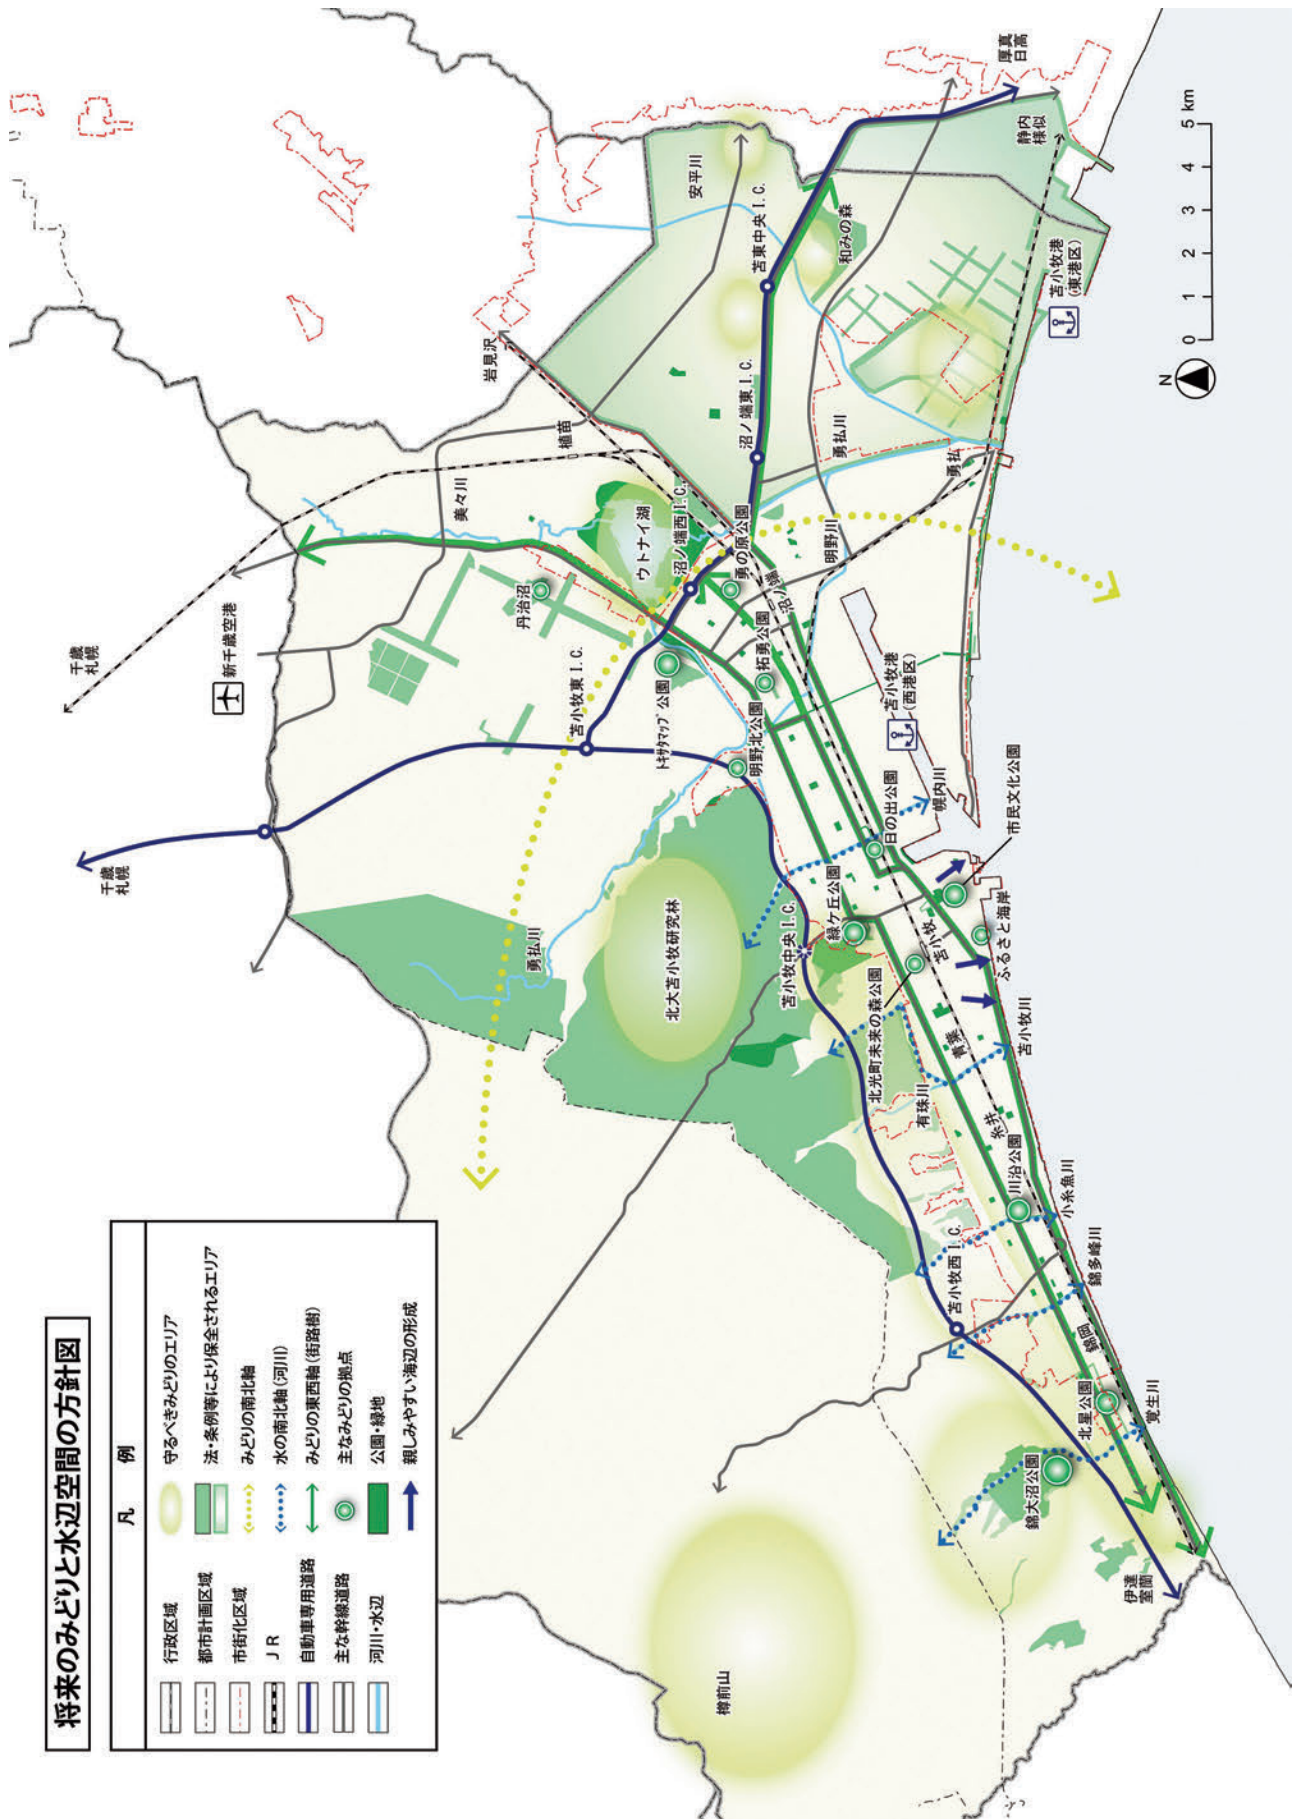 将来のみどりと水辺空間の方針図
凡 例
行政区域
都市計画区域
市街化区域
JR
自動車専用道路
主な幹線道路
河川・水辺
守るべきみどりのエリア
法・条例等により保全されるエリア
みどりの南北軸
水の南北軸(河川)
みどりの東西軸(街路樹)
主なみどりの拠点
公園・緑地
親しみやすい海辺の形成
千歳
札幌
千歳
札幌
新千歳空港
美々川
植苗
岩見沢
安平川
厚真
日高
静内
様似
丹治沼
ウトナイ湖
沼ノ端西I.C.
苫小牧東I.C.
トキサタマップ公園
勇の原公園
沼ノ端
拓勇公園
明野北公園
沼ノ端東I.C.
苫東中央I.C.
和みの森
勇払川
勇払
明野川
苫小牧港
(東港区)
苫小牧港
(西港区)
勇払川
北大苫小牧研究林
苫小牧中央I.C.
緑ケ丘公園
日の出公園
幌内川
市民文化公園
北光町未来の森公園
苫小牧
ふるさと海岸
苫小牧川
有珠川
青葉
糸井
川沿公園
小糸魚川
苫小牧西I.C.
錦多峰川
錦岡
北星公園
覚生川
錦大沼公園
伊達
室蘭
樽前山
N
0 1 2 3 4 5 km